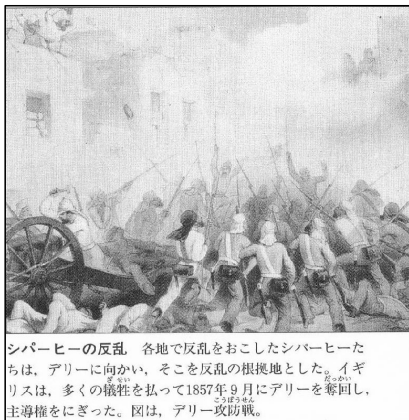 シパーヒーの反乱　各地で反乱をおこしたシパーヒーた
ちは，デリーに向かい，そこを反乱の根拠地とした。イギ
リスは，多くの犠牲を払って1857年9月にデリーを奪回し，
主導権をにぎった。図は，デリー攻防戦。